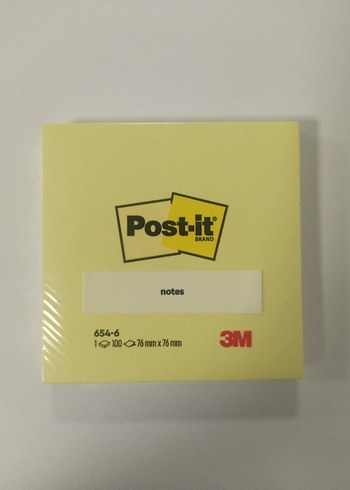 Post-it®
BRAND
notes
654-6
1 100 76 mm x 76 mm
3M